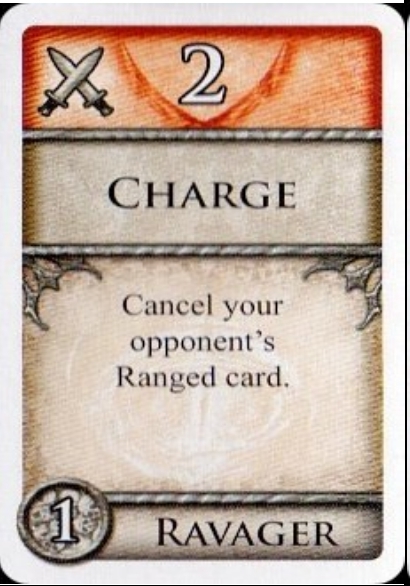 2
CHARGE
Cancel your
opponent's
Ranged card.
1
RAVAGER